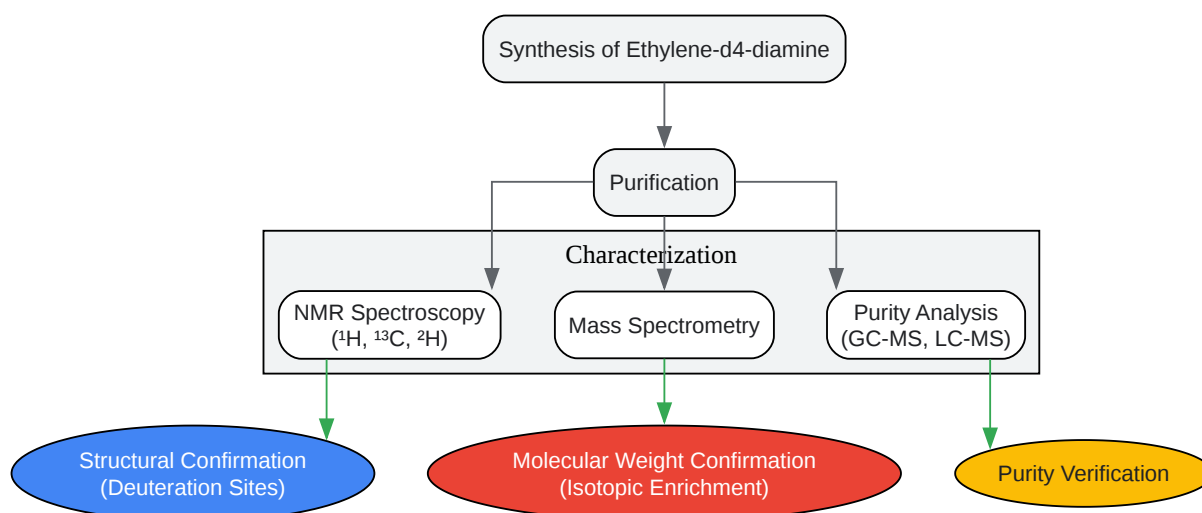 Synthesis of Ethylene-d4-diamine
Purification
Characterization
NMR Spectroscopy
(¹H, ¹³C, ²H)
Mass Spectrometry
Purity Analysis
(GC-MS, LC-MS)
Structural Confirmation
(Deuteration Sites)
Molecular Weight Confirmation
(Isotopic Enrichment)
Purity Verification